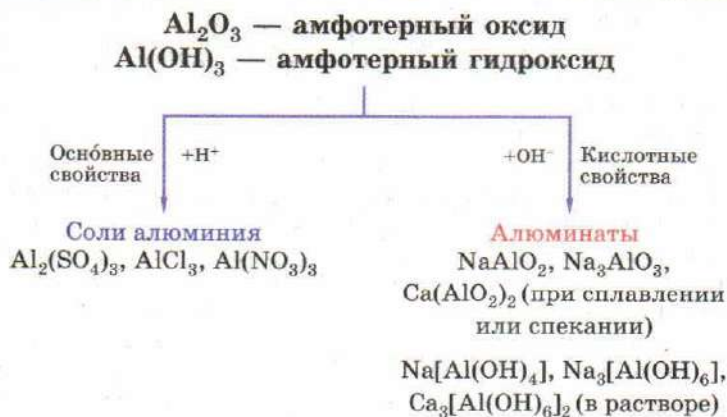 Al₂O₃ — амфотерный оксид
Al(OH)₃ — амфотерный гидроксид
Осно́вные свойства
+H⁺
+OH⁻
Кислотные свойства
Соли алюминия
Al₂(SO₄)₃, AlCl₃, Al(NO₃)₃
Алюминаты
NaAlO₂, Na₃AlO₃,
Ca(AlO₂)₂ (при сплавлении
или спекании)
Na[Al(OH)₄], Na₃[Al(OH)₆],
Ca₃[Al(OH)₆]₂ (в растворе)